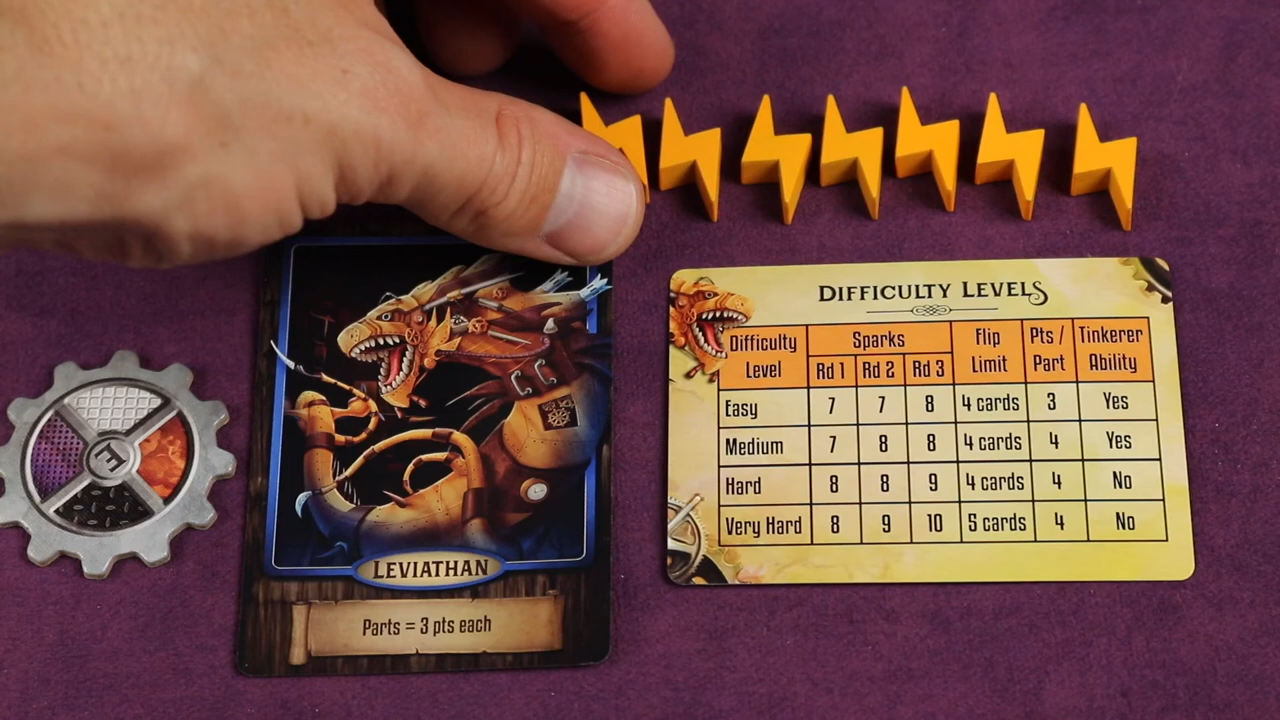 DIFFICULTY LEVELS
Difficulty Level Sparks Flip Limit Pts / Part Tinkerer Ability
Rd 1 Rd 2 Rd 3
Easy 7 7 8 4 cards 3 Yes
Medium 7 8 8 4 cards 4 Yes
Hard 8 8 9 4 cards 4 No
Very Hard 8 9 10 5 cards 4 No
E
LEVIATHAN
Parts = 3 pts each